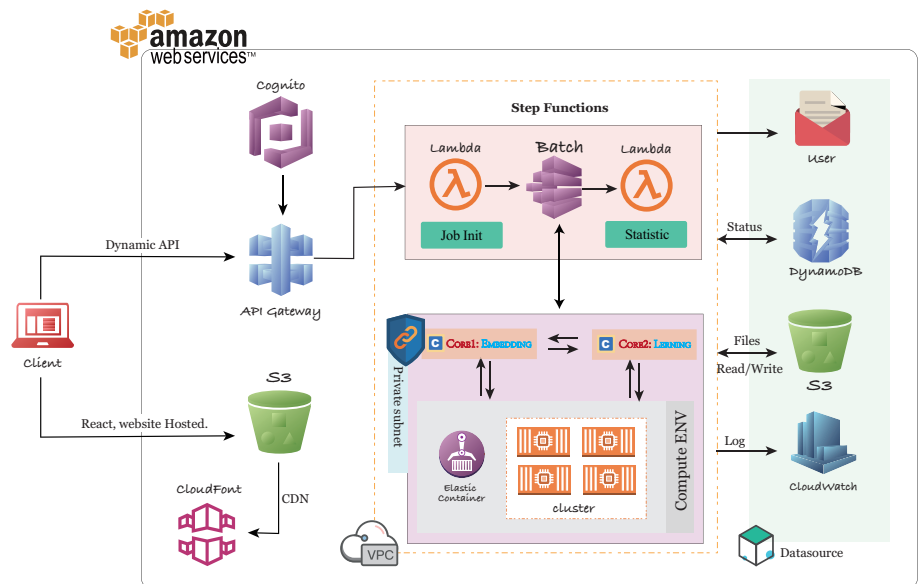 amazon
web services™
Cognito
Step Functions
Lambda
Batch
Lambda
User
Job Init
Statistic
Dynamic API
API Gateway
Status
DynamoDB
Client
C Core1: Embedding
C Core2: Lerning
Files
Read/Write
S3
S3
Private subnet
React, website Hosted.
Compute ENV
Elastic
Container
cluster
Log
CloudWatch
CloudFont
CDN
VPC
Datasource